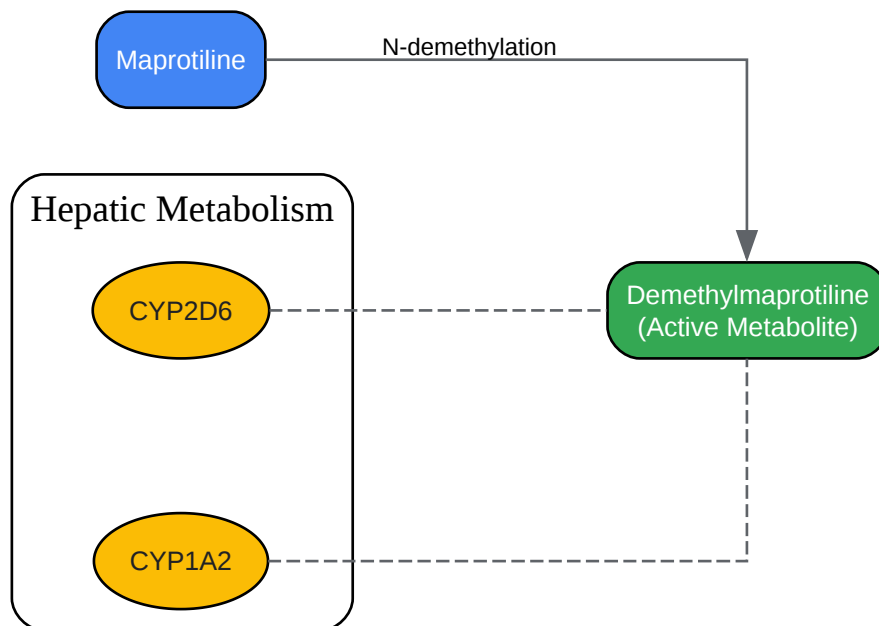 Maprotiline
N-demethylation
Hepatic Metabolism
CYP2D6
Demethylmaprotiline
(Active Metabolite)
CYP1A2